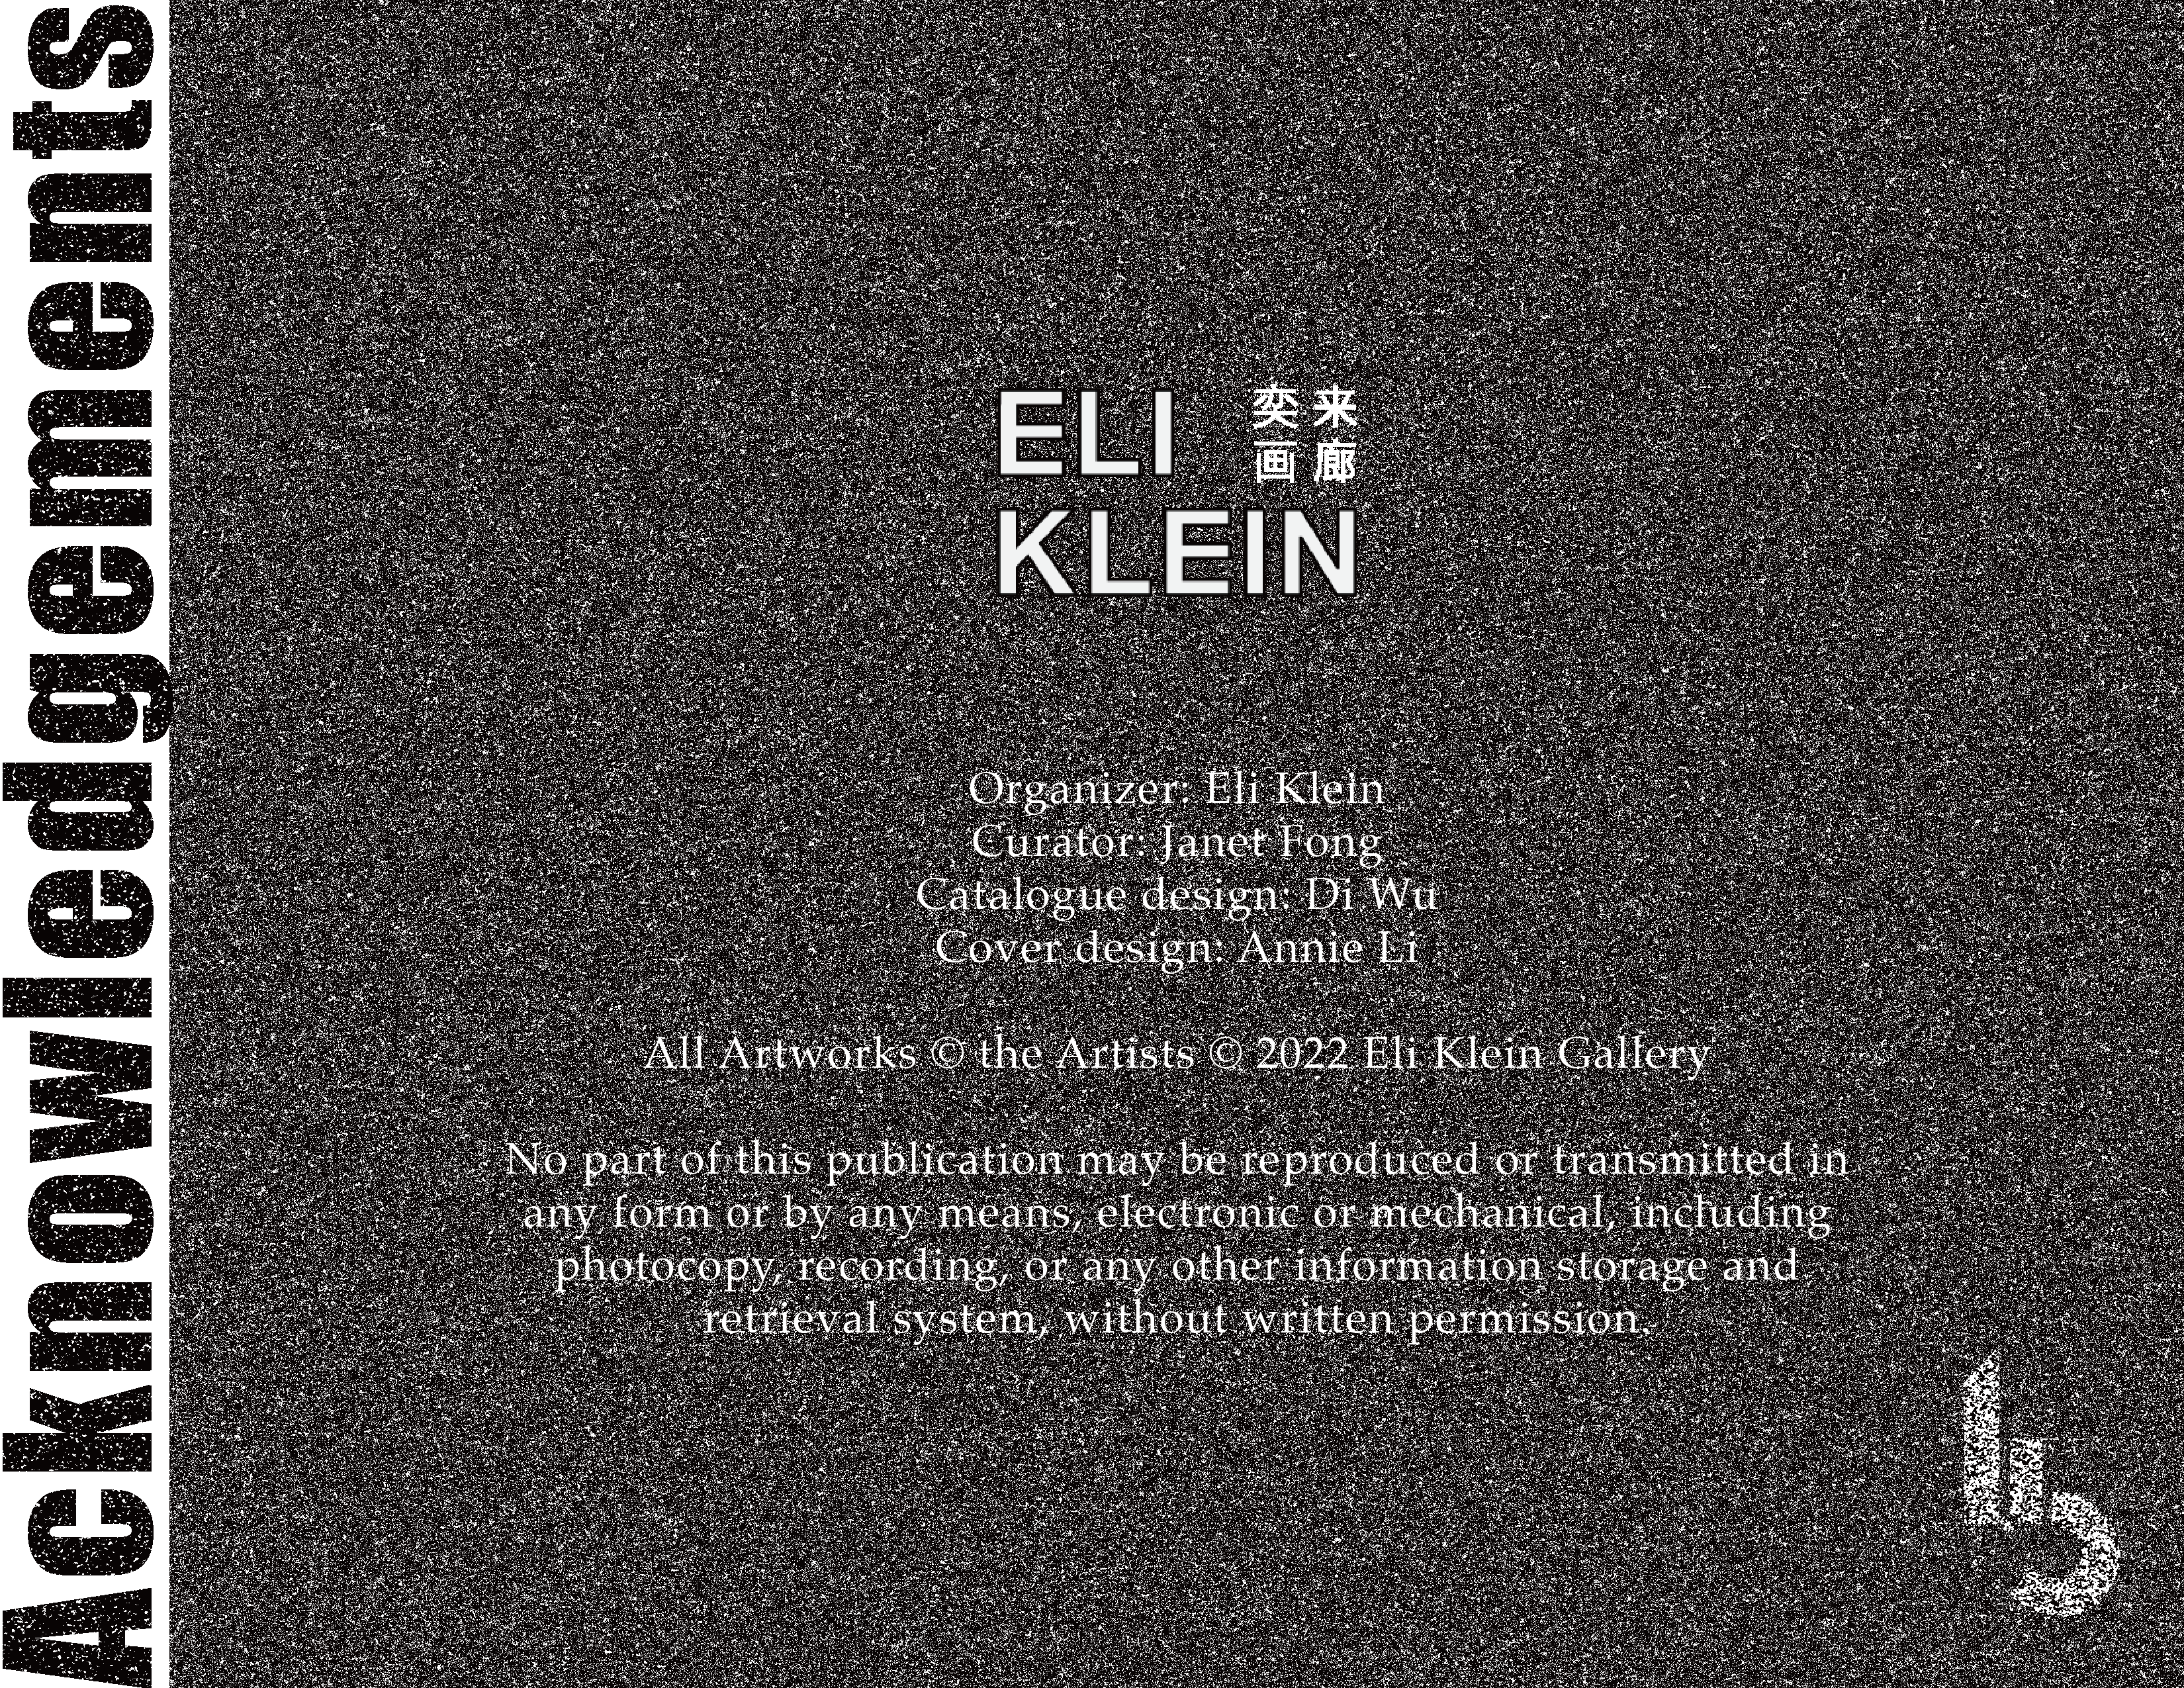 Acknowledgements
ELI
奕来
画廊
KLEIN
Organizer: Eli Klein
Curator: Janet Fong
Catalogue design: Di Wu
Cover design: Annie Li
All Artworks © the Artists © 2022 Eli Klein Gallery
No part of this publication may be reproduced or transmitted in
any form or by any means, electronic or mechanical, including
photocopy, recording, or any other information storage and
retrieval system, without written permission.